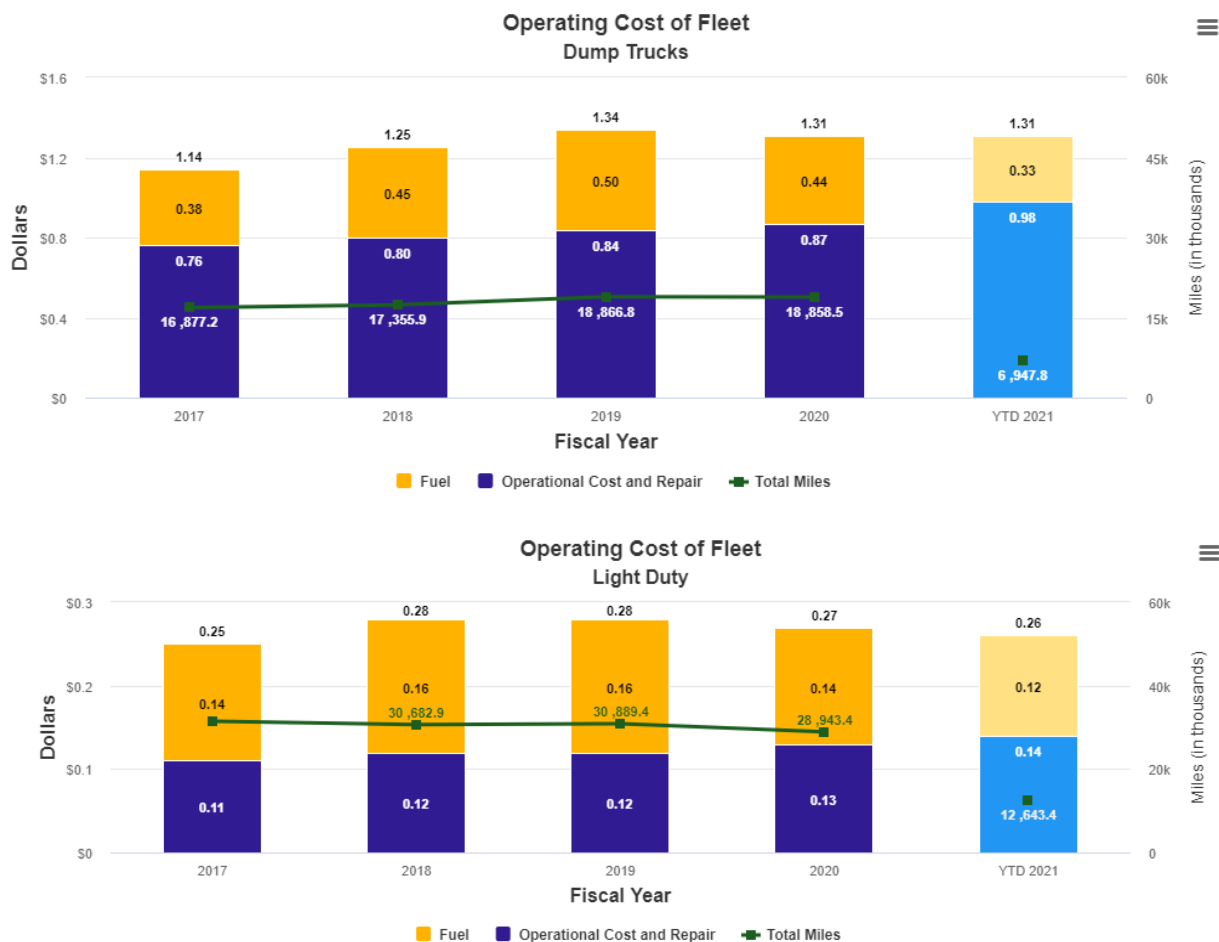 Operating Cost of Fleet
Dump Trucks
$1.6
$1.2
$0.8
$0.4
$0
Dollars
60k
45k
30k
15k
0
Miles (in thousands)
1.14
1.25
1.34
1.31
1.31
0.38
0.45
0.50
0.44
0.33
0.76
0.80
0.84
0.87
0.98
16 ,877.2
17 ,355.9
18 ,866.8
18 ,858.5
6 ,947.8
2017
2018
2019
2020
YTD 2021
Fiscal Year
Fuel
Operational Cost and Repair
Total Miles
Operating Cost of Fleet
Light Duty
$0.3
$0.2
$0.1
$0
Dollars
60k
40k
20k
0
Miles (in thousands)
0.25
0.28
0.28
0.27
0.26
0.14
0.16
0.16
0.14
0.12
30 ,682.9
30 ,889.4
28 ,943.4
12 ,643.4
0.11
0.12
0.12
0.13
0.14
2017
2018
2019
2020
YTD 2021
Fiscal Year
Fuel
Operational Cost and Repair
Total Miles